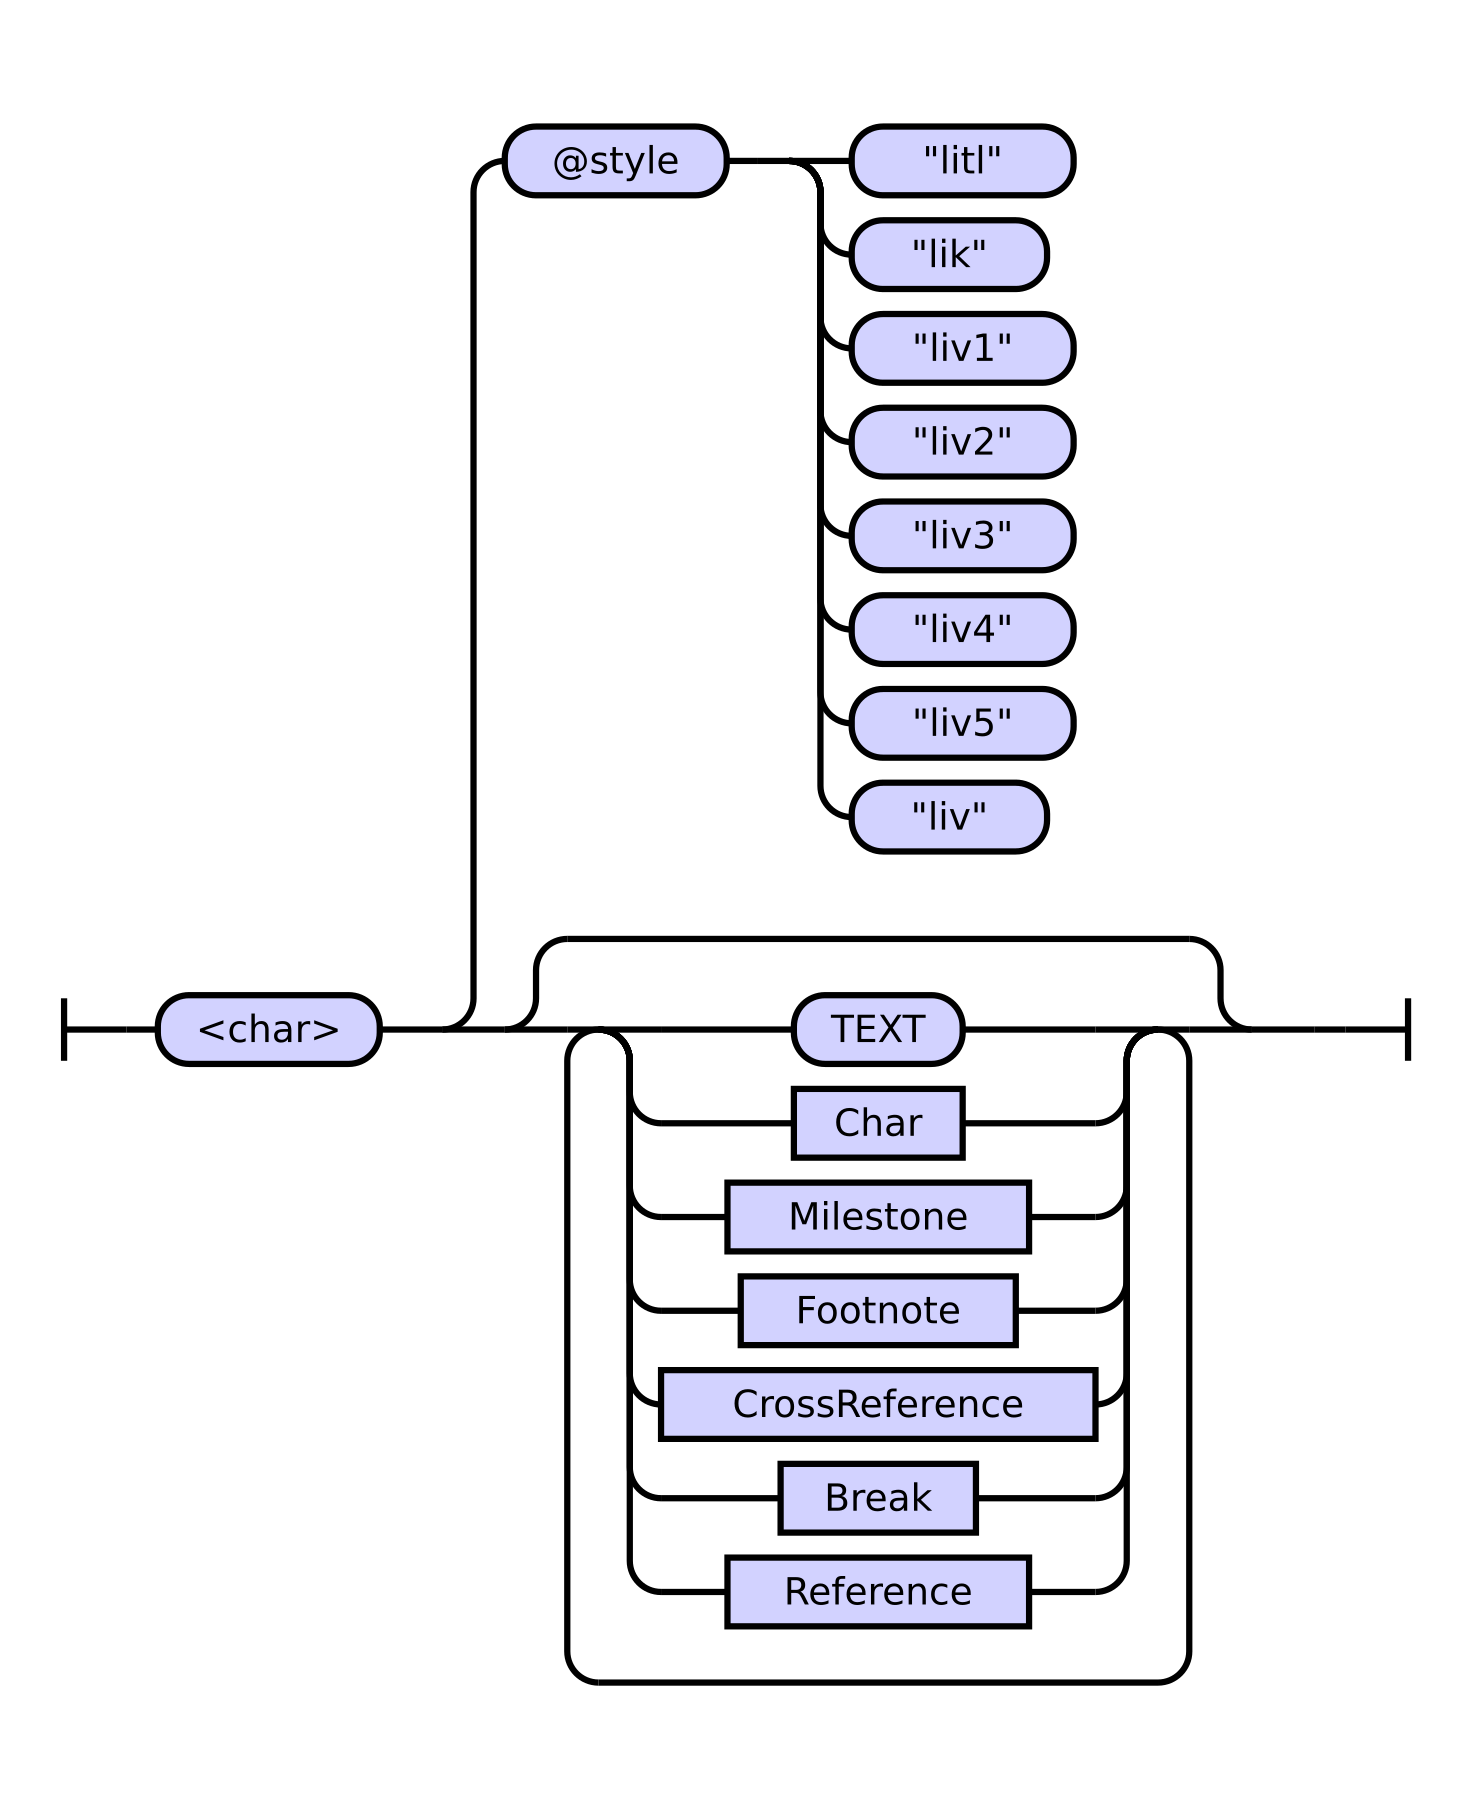 @style
"litl"
"lik"
"liv1"
"liv2"
"liv3"
"liv4"
"liv5"
"liv"
<char>
TEXT
Char
Milestone
Footnote
CrossReference
Break
Reference